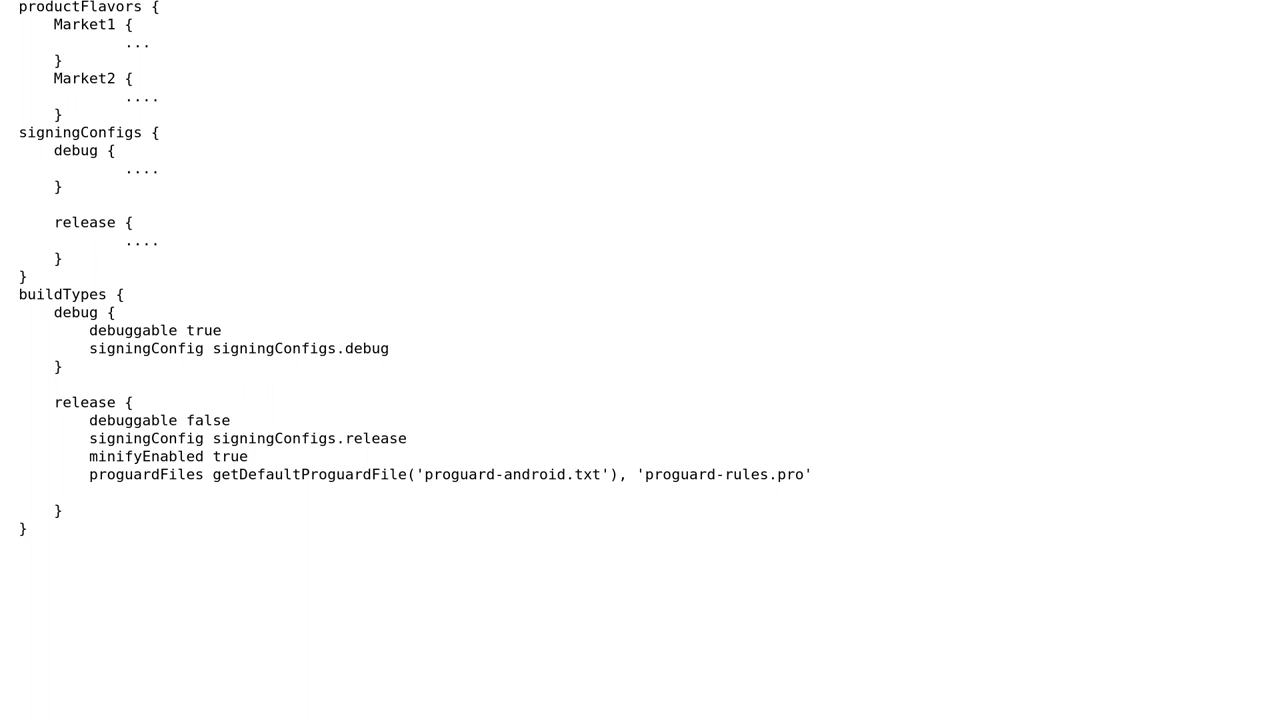 productFlavors {
    Market1 {
            ...
    }
    Market2 {
            ....
    }
signingConfigs {
    debug {
            ....
    }

    release {
            ....
    }
}
buildTypes {
    debug {
        debuggable true
        signingConfig signingConfigs.debug
    }

    release {
        debuggable false
        signingConfig signingConfigs.release
        minifyEnabled true
        proguardFiles getDefaultProguardFile('proguard-android.txt'), 'proguard-rules.pro'

    }
}